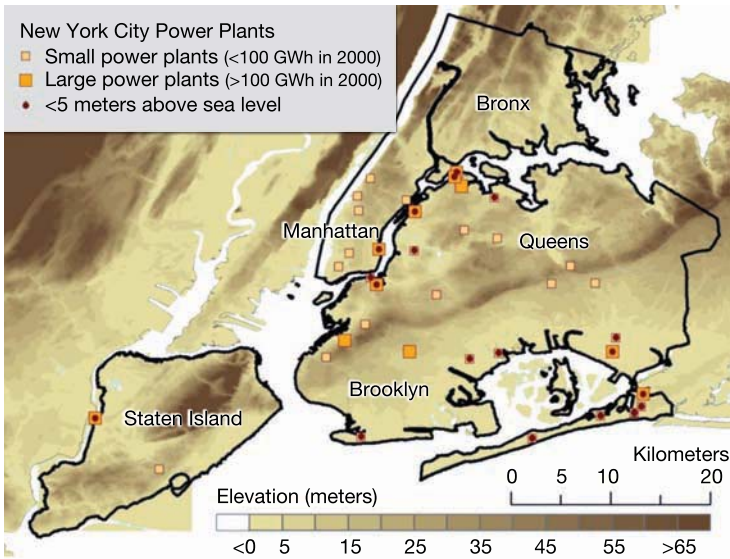 New York City Power Plants
Small power plants (<100 GWh in 2000)
Large power plants (>100 GWh in 2000)
<5 meters above sea level
Bronx
Manhattan
Queens
Brooklyn
Staten Island
Kilometers
0 5 10 20
Elevation (meters)
<0 5 15 25 35 45 55 >65